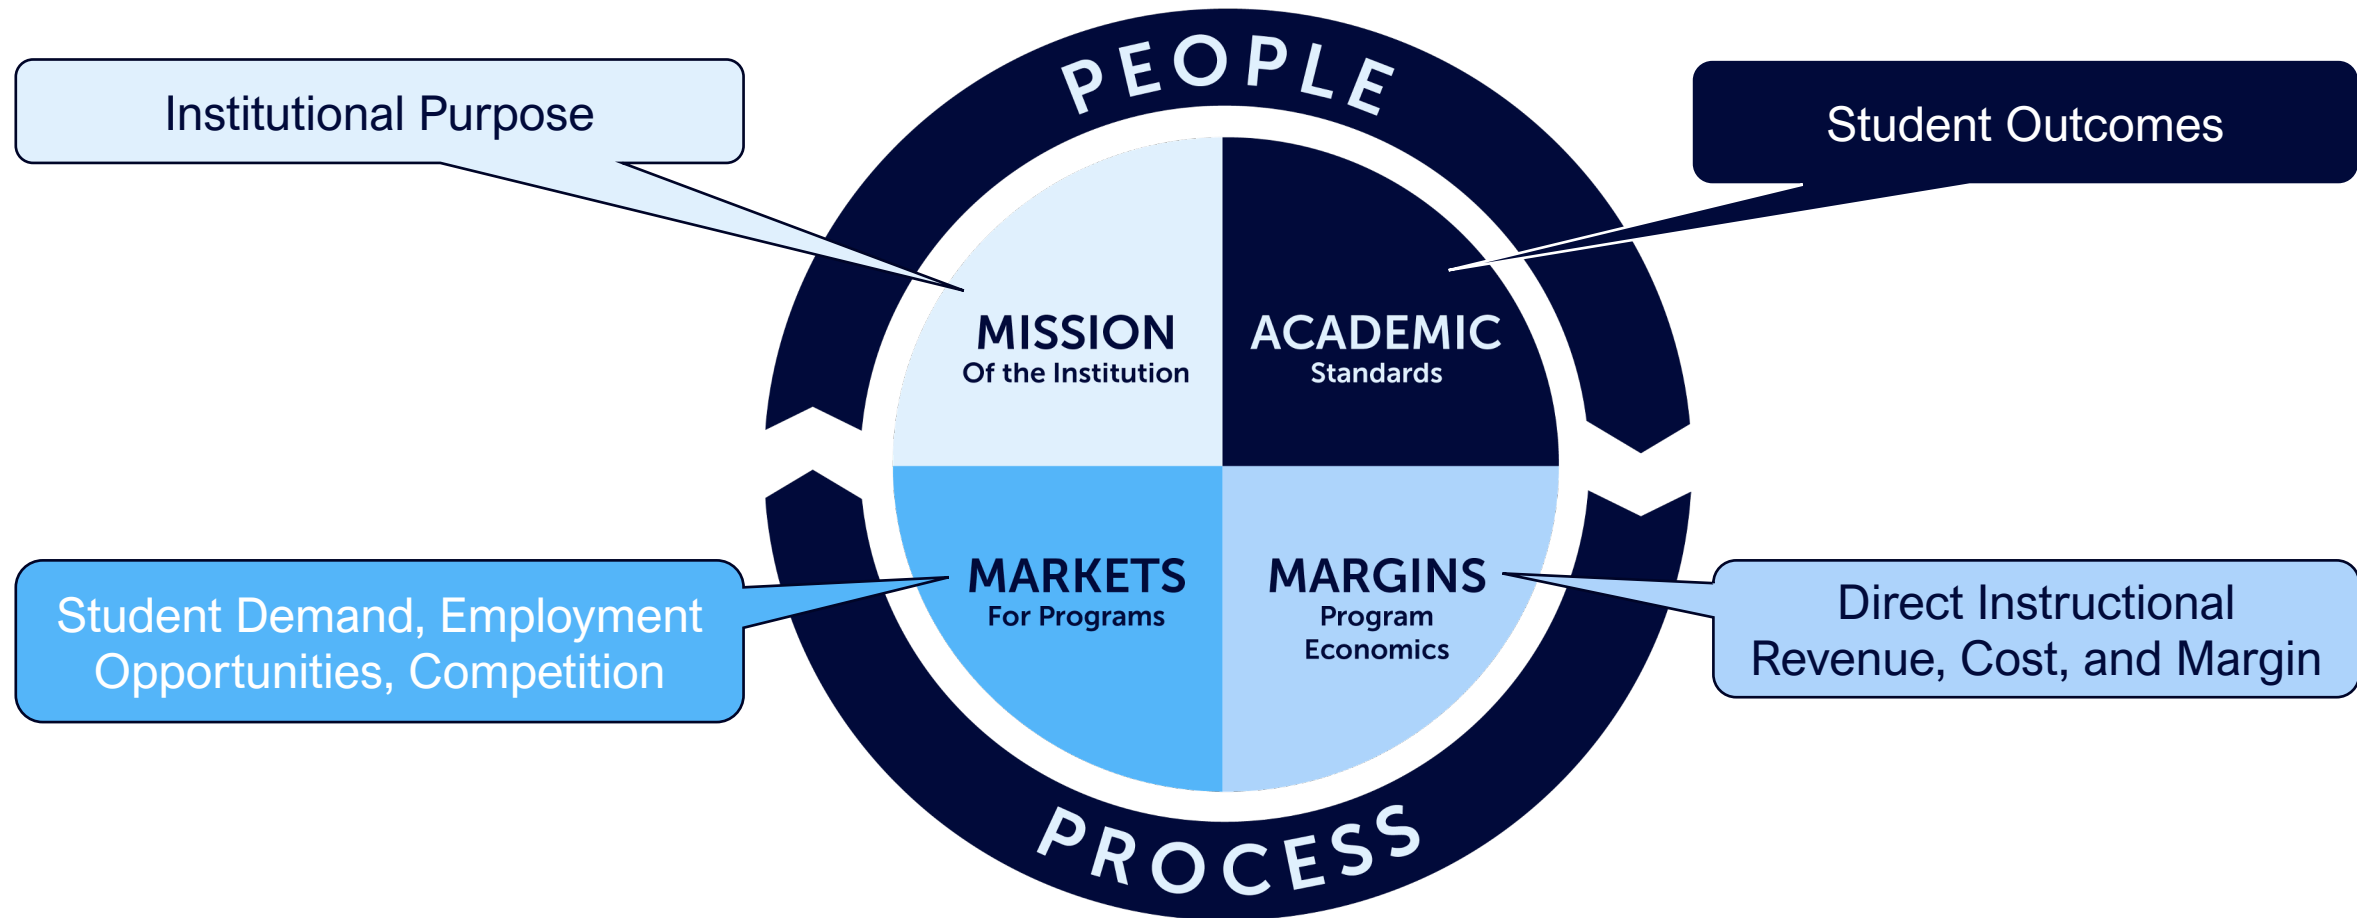 PEOPLE
Institutional Purpose
Student Outcomes
MISSION
Of the Institution
ACADEMIC
Standards
MARKETS
For Programs
MARGINS
Program
Economics
Student Demand, Employment
Opportunities, Competition
Direct Instructional
Revenue, Cost, and Margin
PROCESS